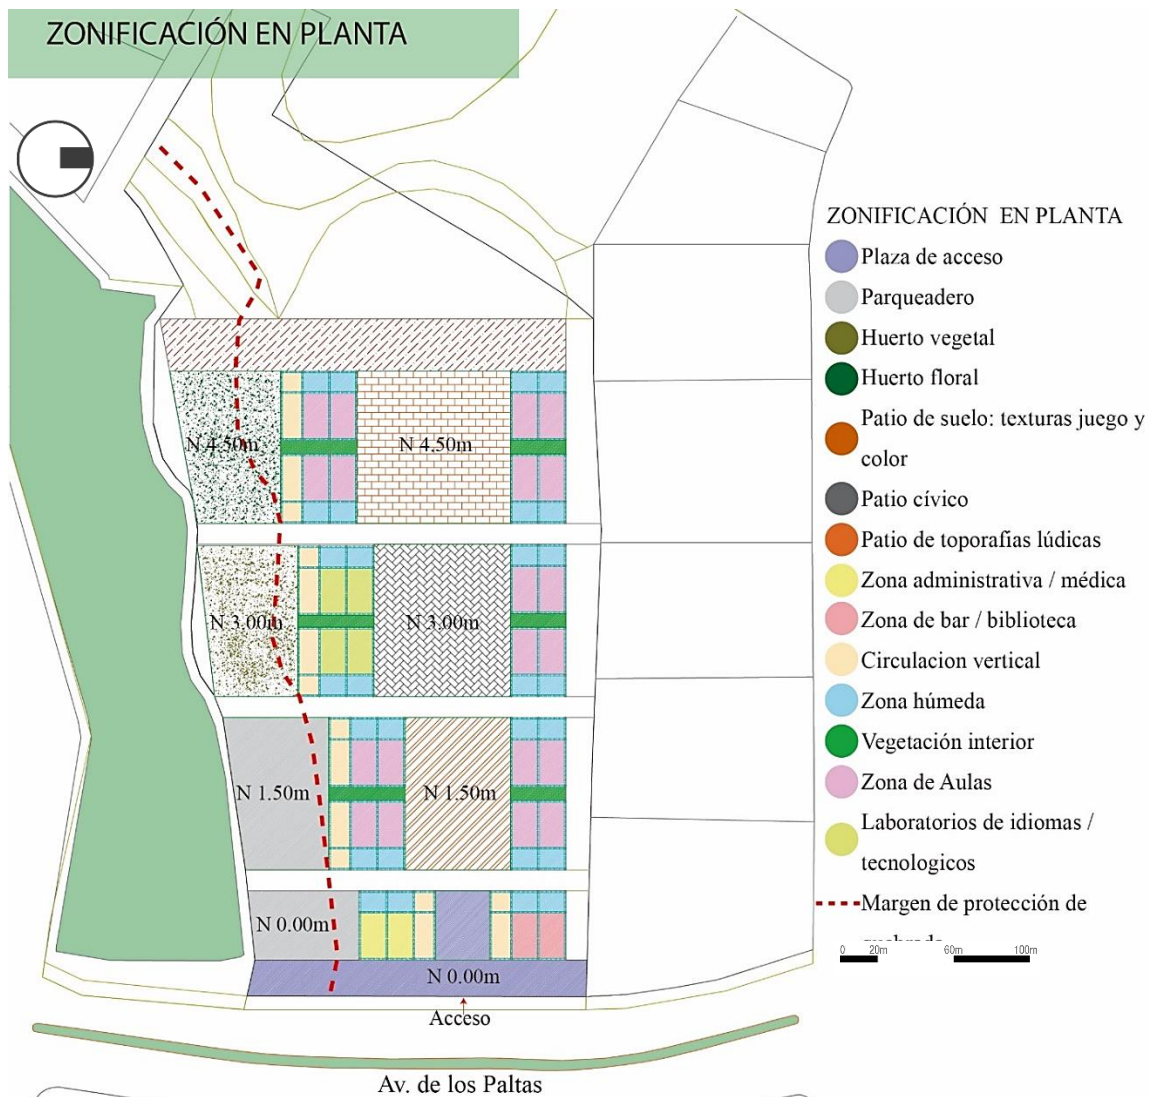 ZONIFICACIÓN EN PLANTA
N 4.50m
N 4.50m
N 3.00m
N 3.00m
N 1.50m
N 1.50m
N 0.00m
N 0.00m
Acceso
Av. de los Paltas
ZONIFICACIÓN EN PLANTA
Plaza de acceso
Parqueadero
Huerto vegetal
Huerto floral
Patio de suelo: texturas juego y
color
Patio cívico
Patio de toporafías lúdicas
Zona administrativa / médica
Zona de bar / biblioteca
Circulacion vertical
Zona húmeda
Vegetación interior
Zona de Aulas
Laboratorios de idiomas /
tecnologicos
Margen de protección de
0 20m 60m 100m